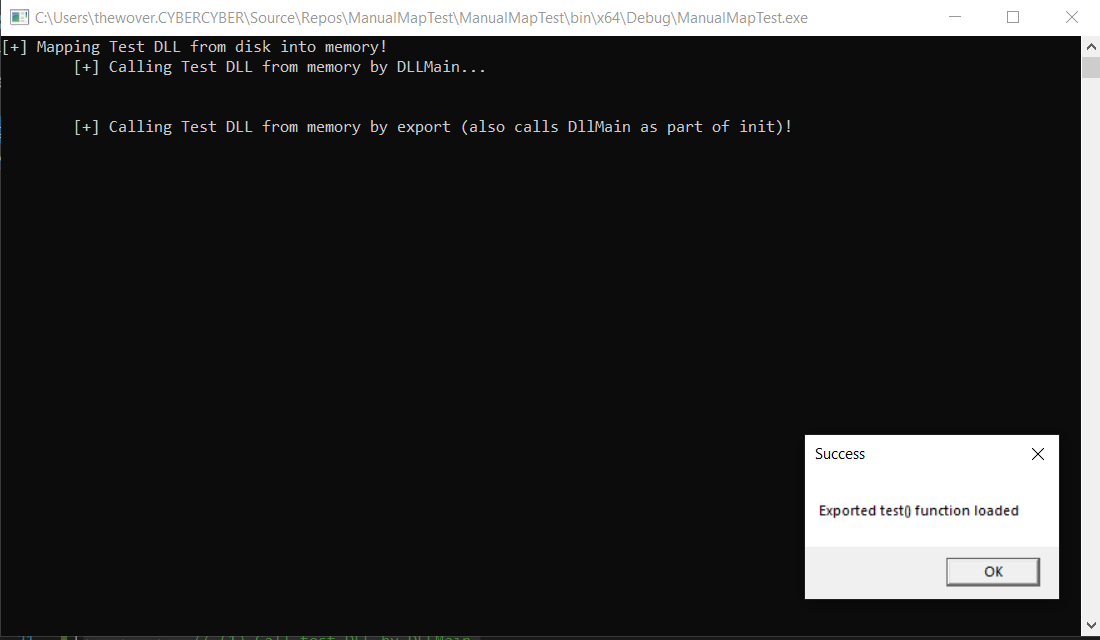 C:\Users\thewover.CYBERCYBER\Source\Repos\ManualMapTest\ManualMapTest\bin\x64\Debug\ManualMapTest.exe
[+] Mapping Test DLL from disk into memory!
[+] Calling Test DLL from memory by DLLMain...
[+] Calling Test DLL from memory by export (also calls DllMain as part of init)!
Success
Exported test() function loaded
OK